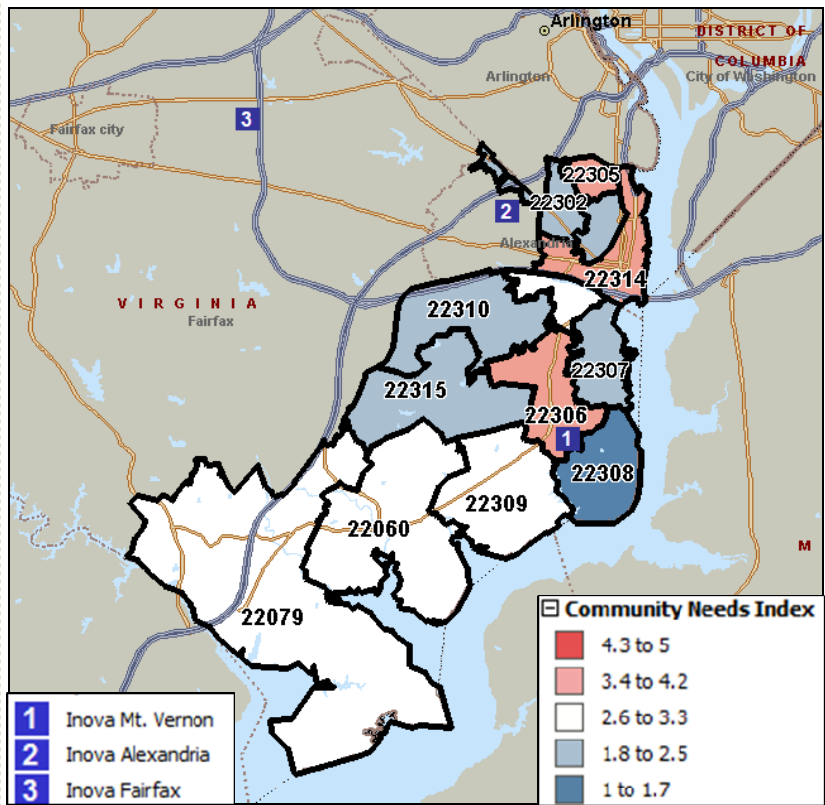 Arlington
DISTRICT OF
COLUMBIA
Arlington
City of Washington
3
Fairfax city
22305
22302
2
Alexandria
22314
VIRGINIA
Fairfax
22310
22307
22315
22306
1
22308
22309
22060
M
22079
Community Needs Index
4.3 to 5
3.4 to 4.2
2.6 to 3.3
1.8 to 2.5
1 to 1.7
1 Inova Mt. Vernon
2 Inova Alexandria
3 Inova Fairfax